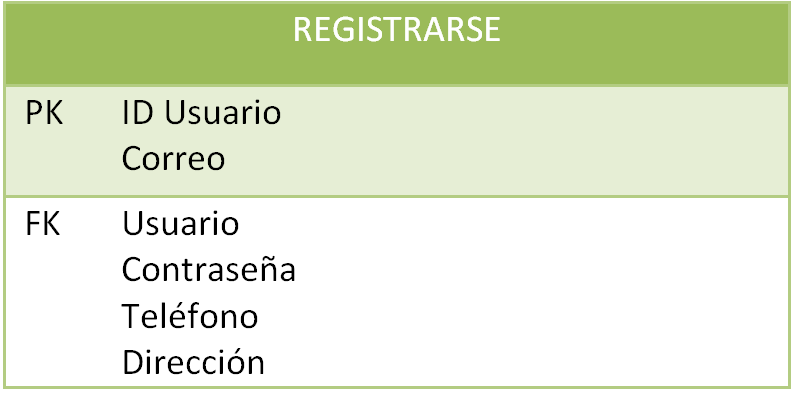 REGISTRARSE
PK ID Usuario
Correo
FK Usuario
Contraseña
Teléfono
Dirección